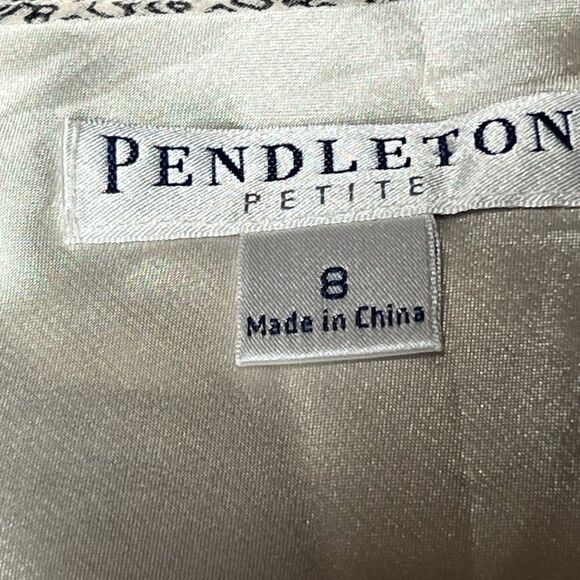 PENDLETON
PETITE
8
Made in China